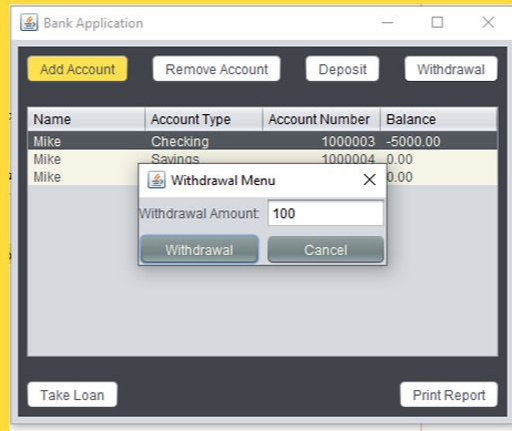 Bank Application
Add Account Remove Account Deposit Withdrawal
Name Account Type Account Number Balance
Mike Checking 1000003 -5000.00
Mike Savings 1000004 0.00
Mike 0.00
Withdrawal Menu
Withdrawal Amount: 100
Withdrawal Cancel
Take Loan Print Report